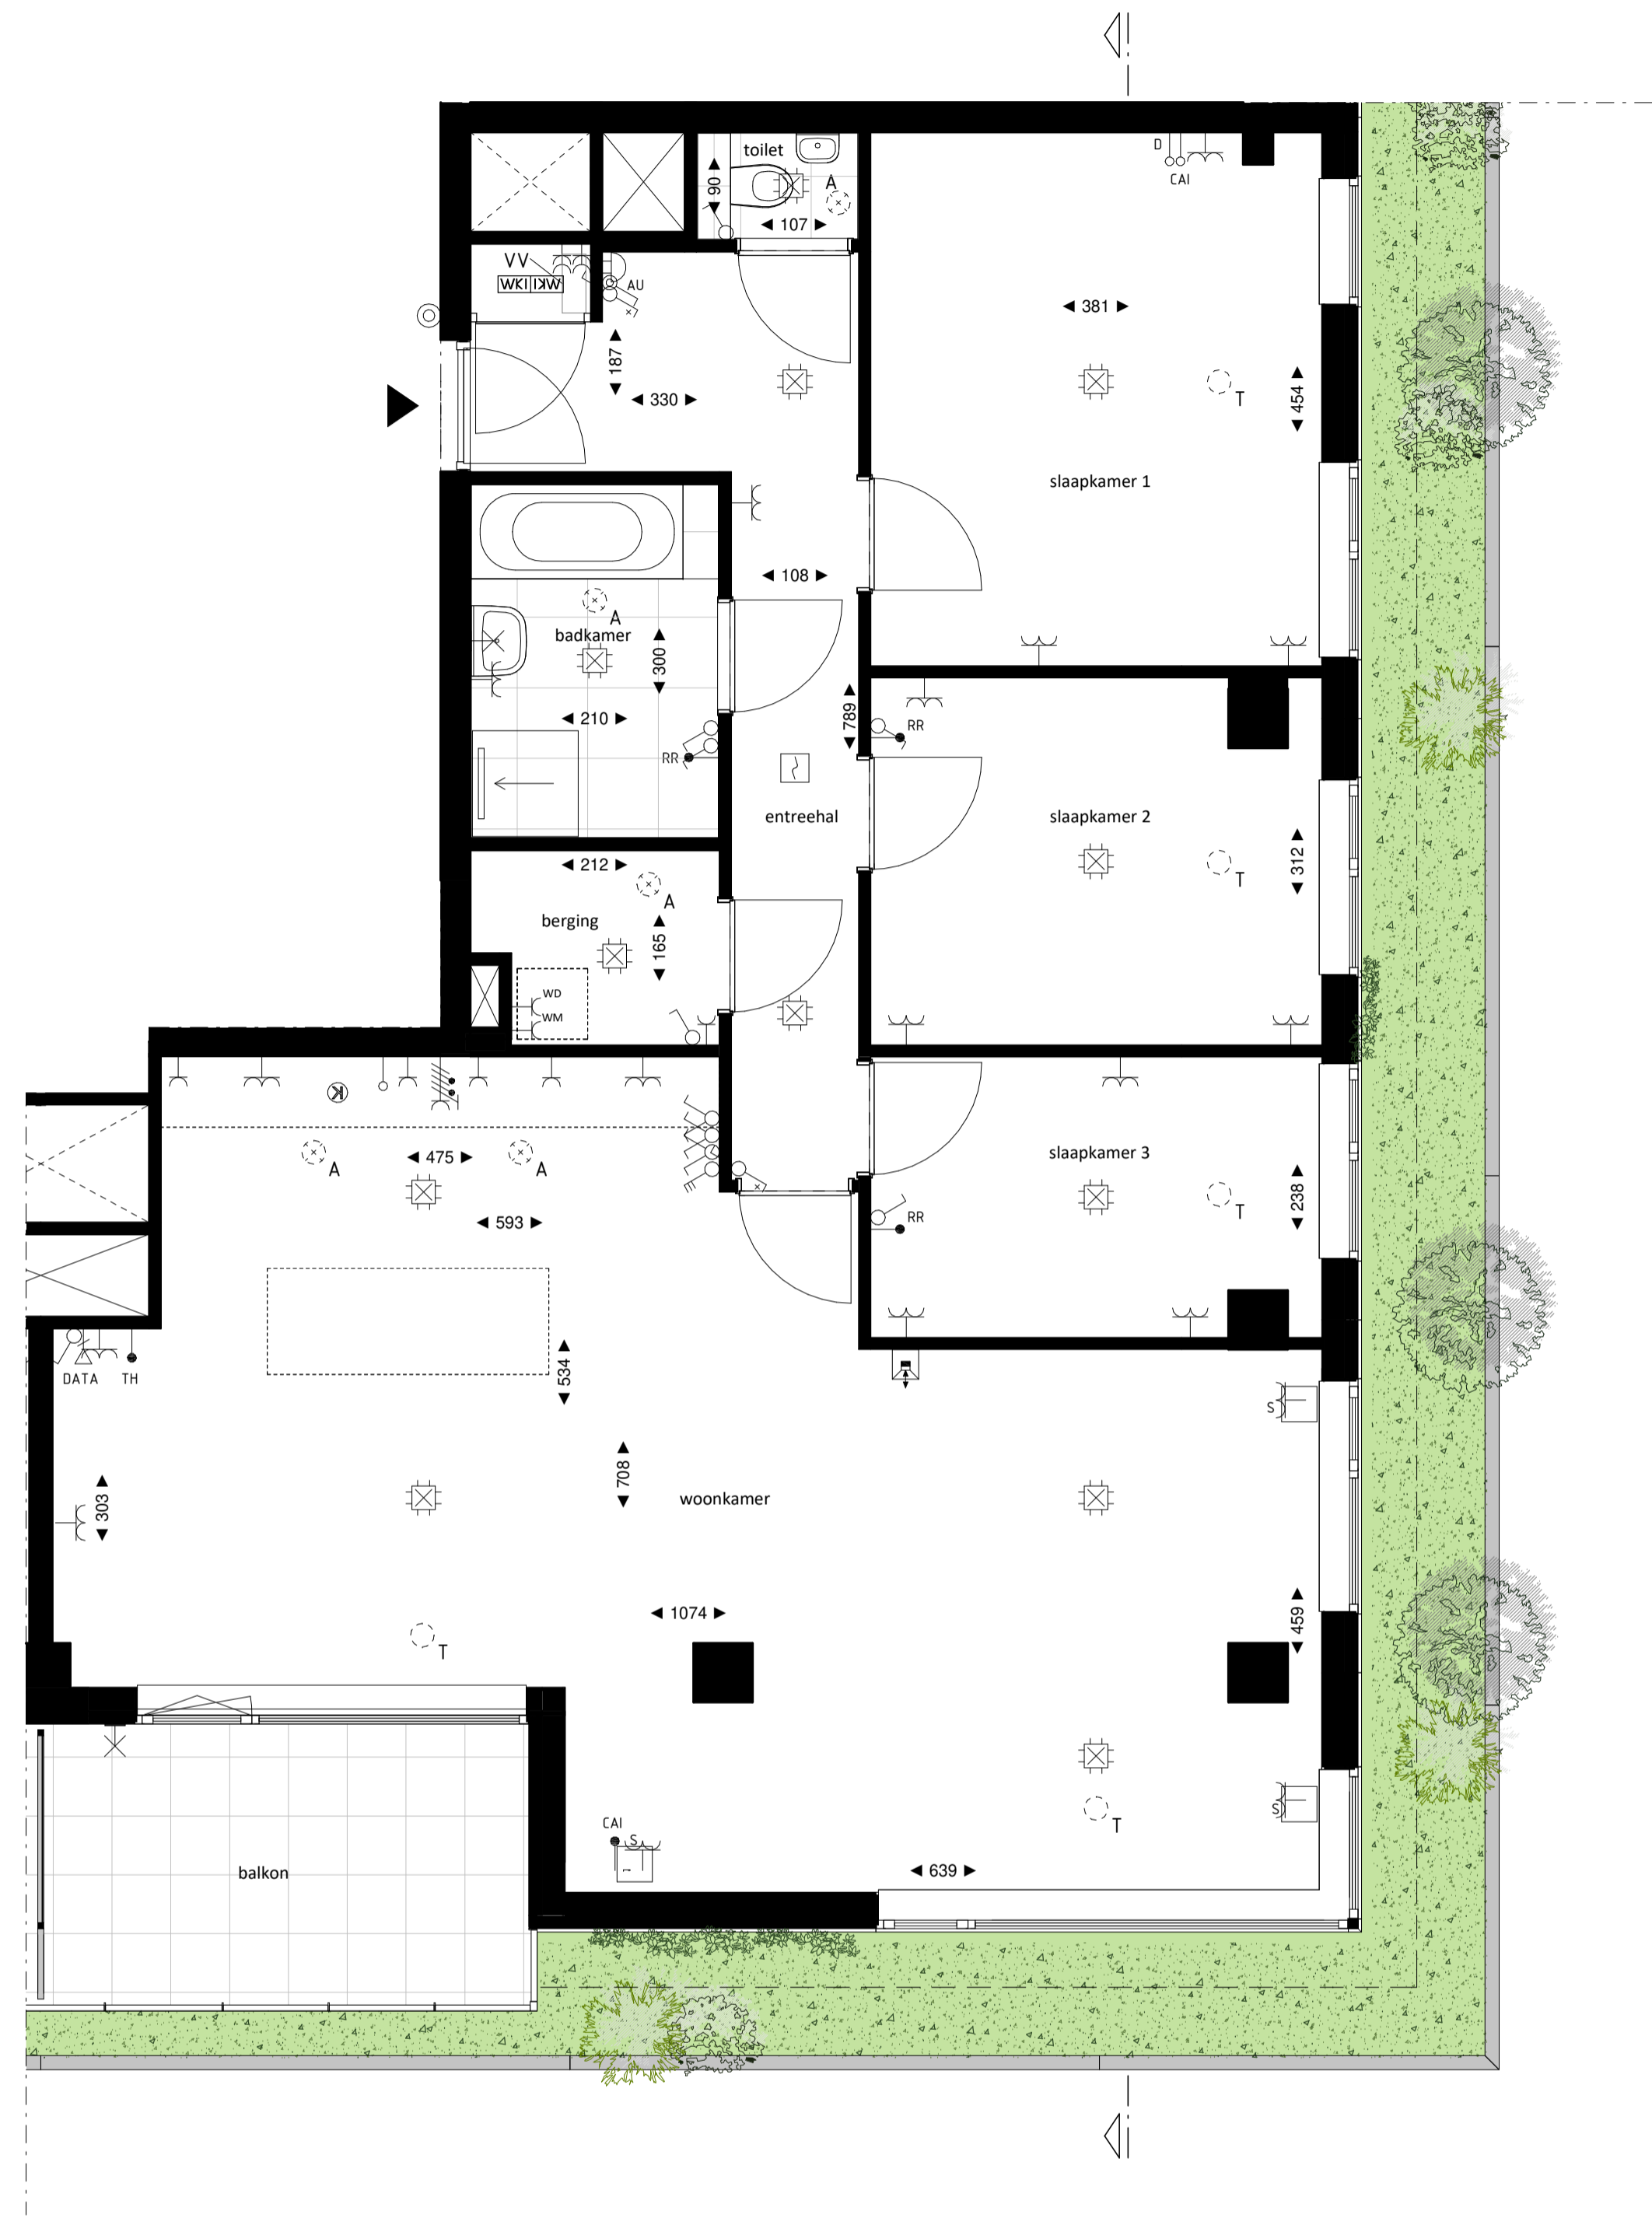 toilet
A
90
107
D
CAI
VV
WKI
WKI
AU
187
330
381
454
T
slaapkamer 1
108
A
badkamer
300
210
RR
789
RR
entreehal
slaapkamer 2
312
T
212
A
berging
165
WD
WM
K
475
A
A
593
slaapkamer 3
238
T
RR
534
DATA
TH
S
303
708
woonkamer
1074
459
T
S
T
CAI
S
639
balkon